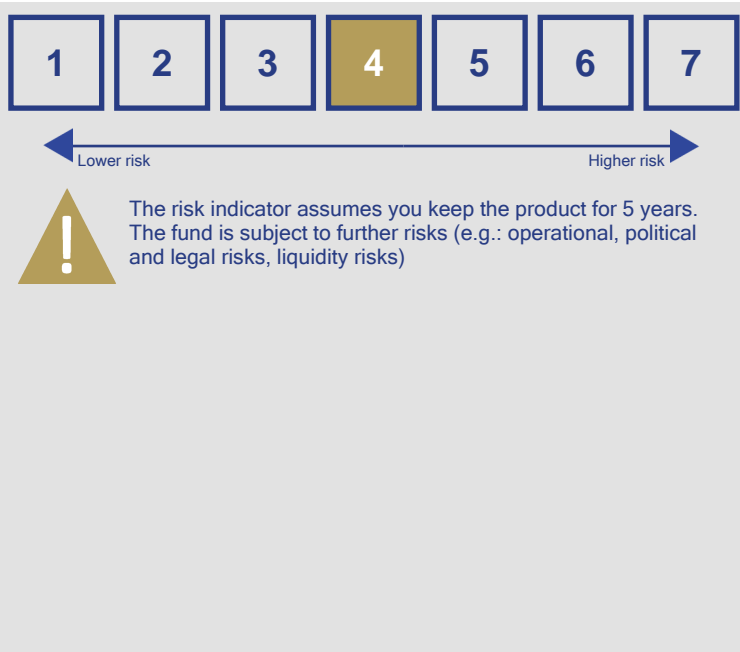 1 2 3 4 5 6 7
Lower risk Higher risk
The risk indicator assumes you keep the product for 5 years.
The fund is subject to further risks (e.g.: operational, political
and legal risks, liquidity risks)